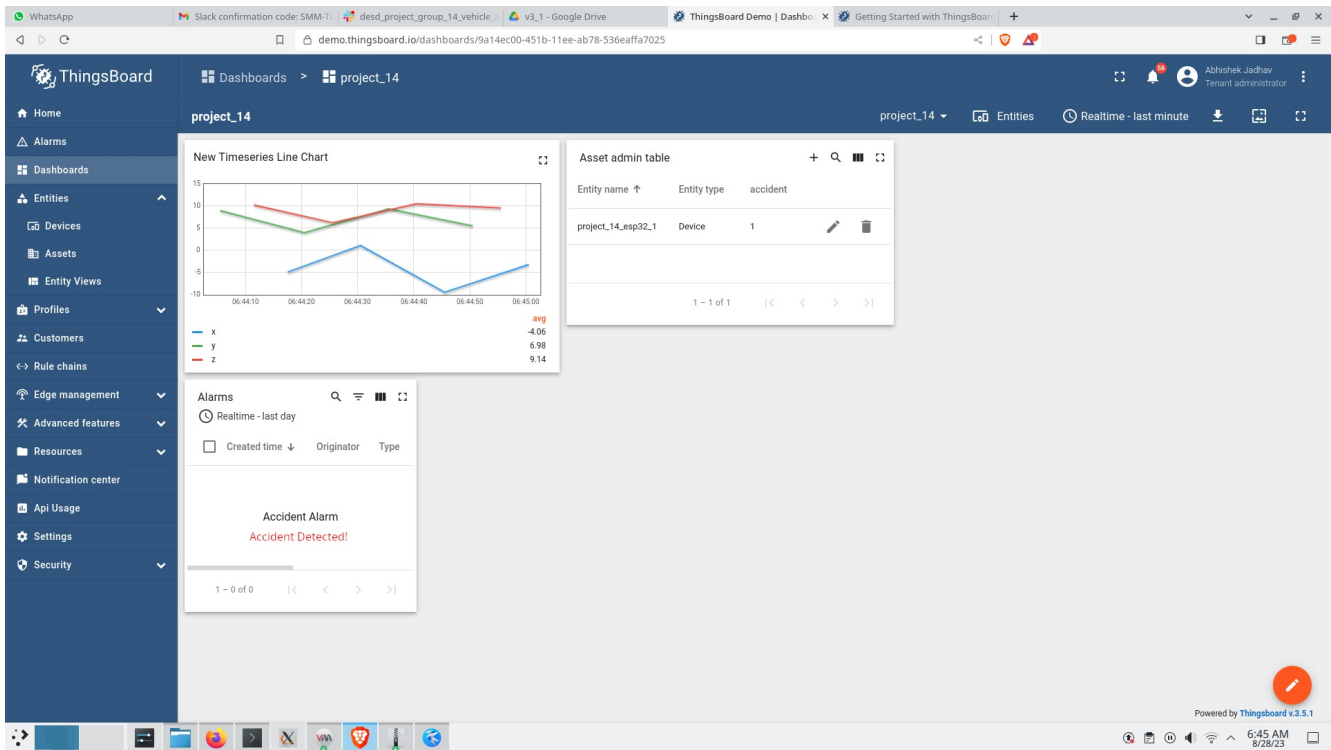 WhatsApp
Slack confirmation code: SMM-T
desd_project_group_14_vehicle_a
v3_1 - Google Drive
ThingsBoard Demo | Dashbo
Getting Started with ThingsBoar
demo.thingsboard.io/dashboards/9a14ec00-451b-11ee-ab78-536eaffa7025
ThingsBoard
Dashboards > project_14
56
Abhishek Jadhav
Tenant administrator
Home
Alarms
Dashboards
Entities
Devices
Assets
Entity Views
Profiles
Customers
Rule chains
Edge management
Advanced features
Resources
Notification center
Api Usage
Settings
Security
project_14
project_14 Entities Realtime - last minute
New Timeseries Line Chart
15
10
5
0
-5
-10
06:44:10 06:44:20 06:44:30 06:44:40 06:44:50 06:45:00
avg
x -4.06
y 6.98
z 9.14
Asset admin table
Entity name Entity type accident
project_14_esp32_1 Device 1
1 – 1 of 1
Alarms
Realtime - last day
Created time Originator Type
Accident Alarm
Accident Detected!
1 – 0 of 0
Powered by Thingsboard v.3.5.1
6:45 AM
8/28/23